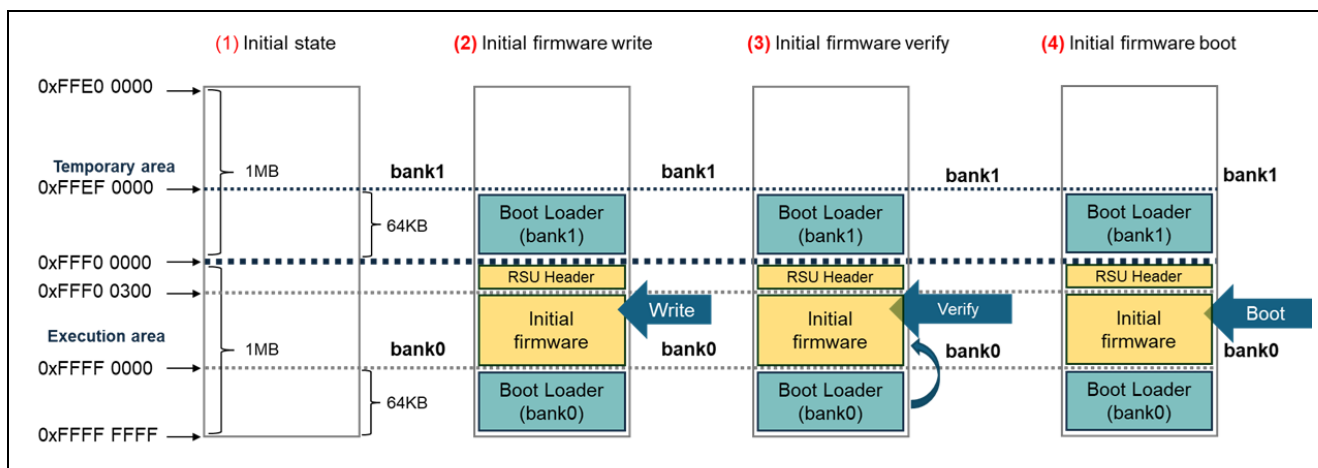 (1) Initial state
(2) Initial firmware write
(3) Initial firmware verify
(4) Initial firmware boot
0xFFE0 0000
Temporary area
1MB
bank1
bank1
bank1
bank1
0xFFEF 0000
64KB
Boot Loader
(bank1)
Boot Loader
(bank1)
Boot Loader
(bank1)
0xFFF0 0000
RSU Header
RSU Header
RSU Header
0xFFF0 0300
Write
Verify
Boot
Initial
firmware
Initial
firmware
Initial
firmware
Execution area
1MB
bank0
bank0
bank0
bank0
0xFFFF 0000
64KB
Boot Loader
(bank0)
Boot Loader
(bank0)
Boot Loader
(bank0)
0xFFFF FFFF